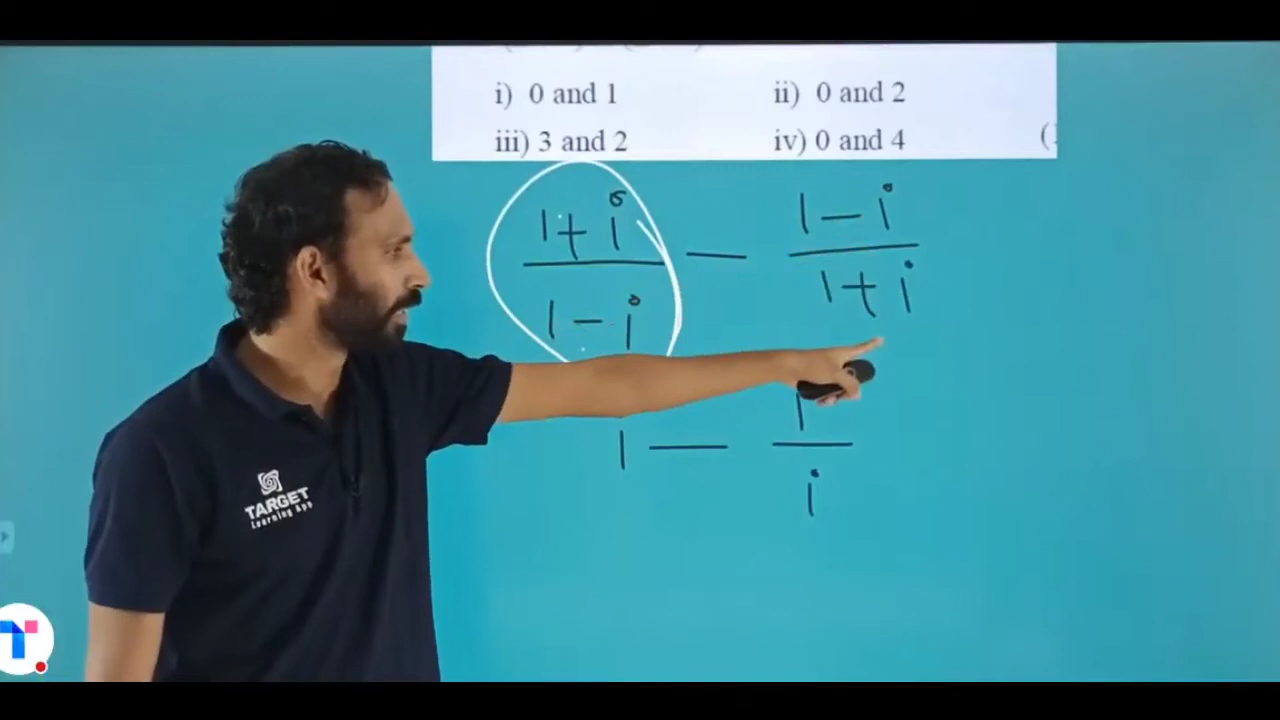 i) 0 and 1 ii) 0 and 2
iii) 3 and 2 iv) 0 and 4
1 + i / 1 - i — 1 - i / 1 + i
1 — 1 / i
TARGET
Learning App
T